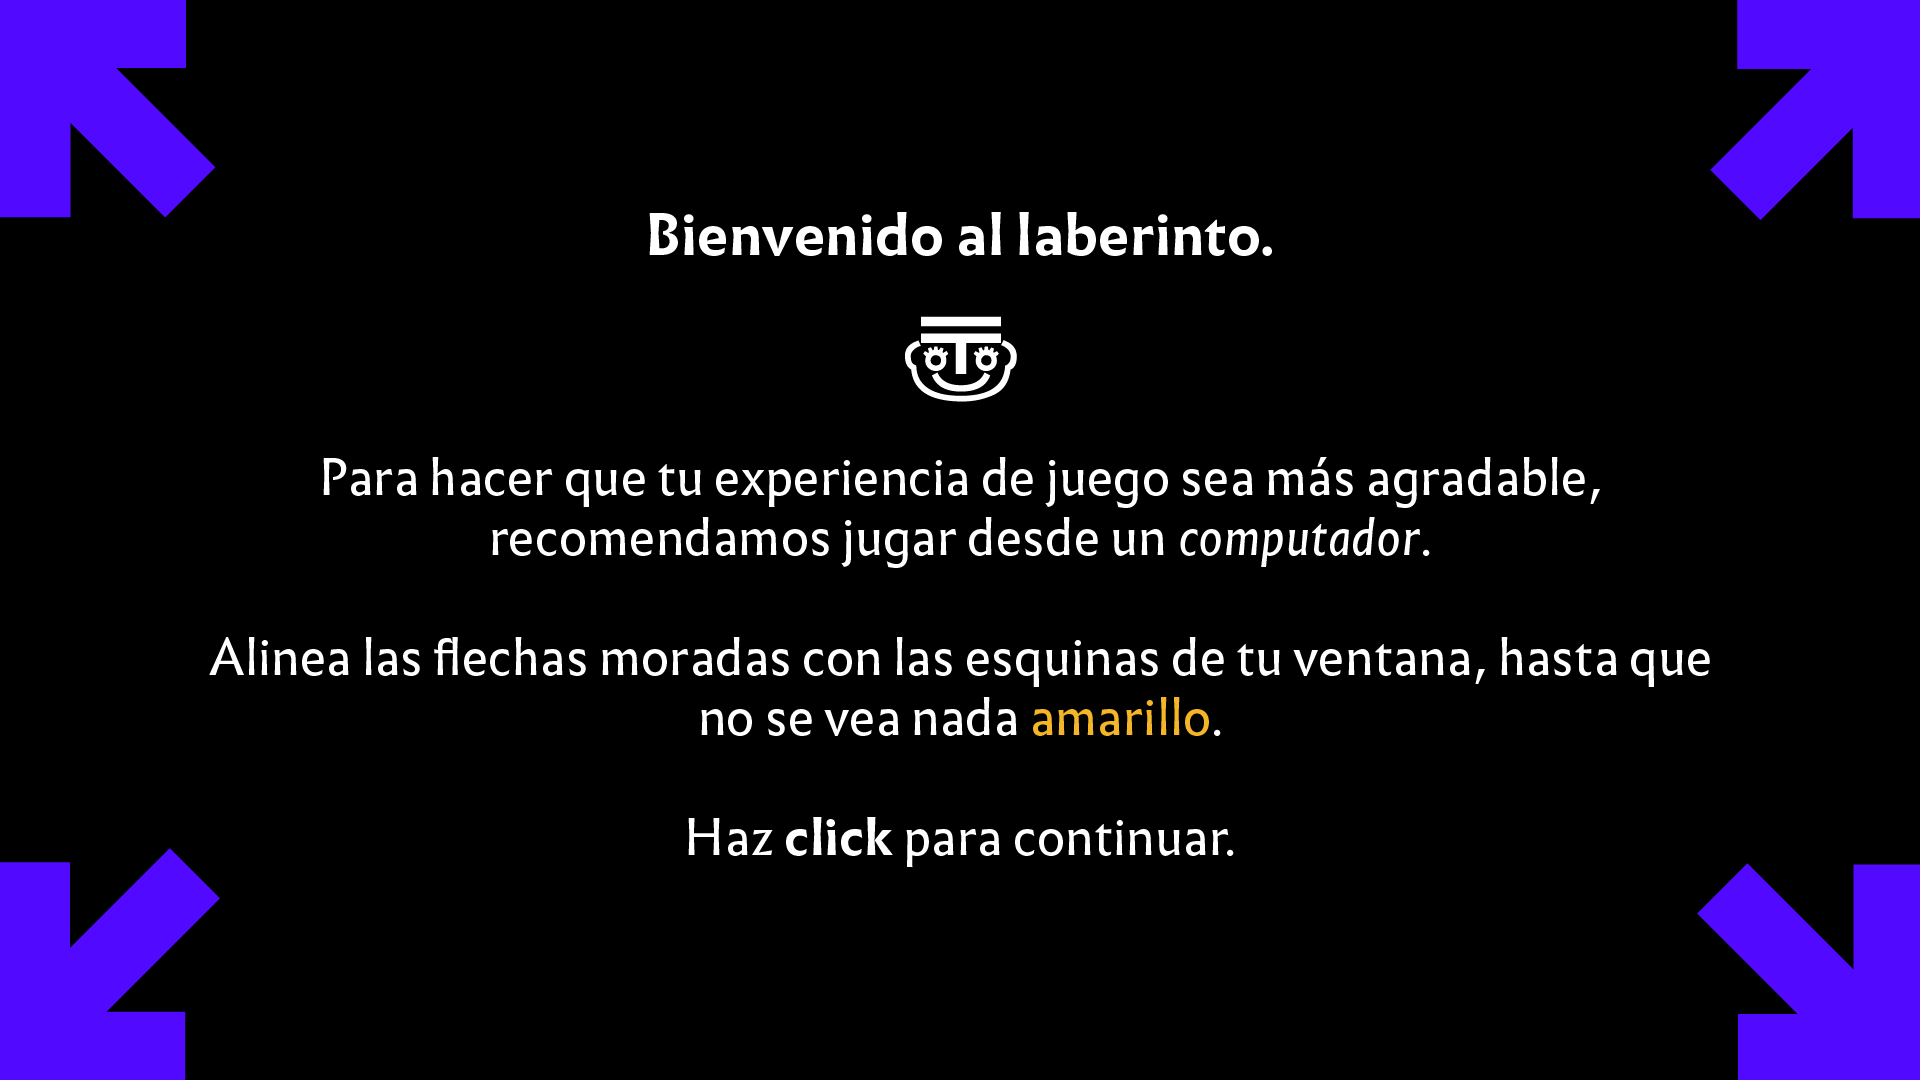 Bienvenido al laberinto.
Para hacer que tu experiencia de juego sea más agradable,
recomendamos jugar desde un computador.
Alinea las flechas moradas con las esquinas de tu ventana, hasta que
no se vea nada amarillo.
Haz click para continuar.